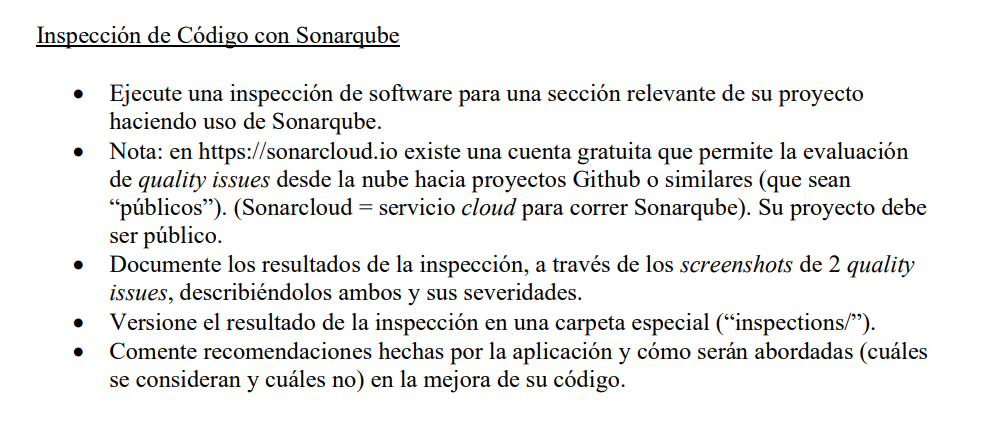 Inspección de Código con Sonarqube
• Ejecute una inspección de software para una sección relevante de su proyecto
haciendo uso de Sonarqube.
• Nota: en https://sonarcloud.io existe una cuenta gratuita que permite la evaluación
de quality issues desde la nube hacia proyectos Github o similares (que sean
“públicos”). (Sonarcloud = servicio cloud para correr Sonarqube). Su proyecto debe
ser público.
• Documente los resultados de la inspección, a través de los screenshots de 2 quality
issues, describiéndolos ambos y sus severidades.
• Versione el resultado de la inspección en una carpeta especial (“inspections/”).
• Comente recomendaciones hechas por la aplicación y cómo serán abordadas (cuáles
se consideran y cuáles no) en la mejora de su código.